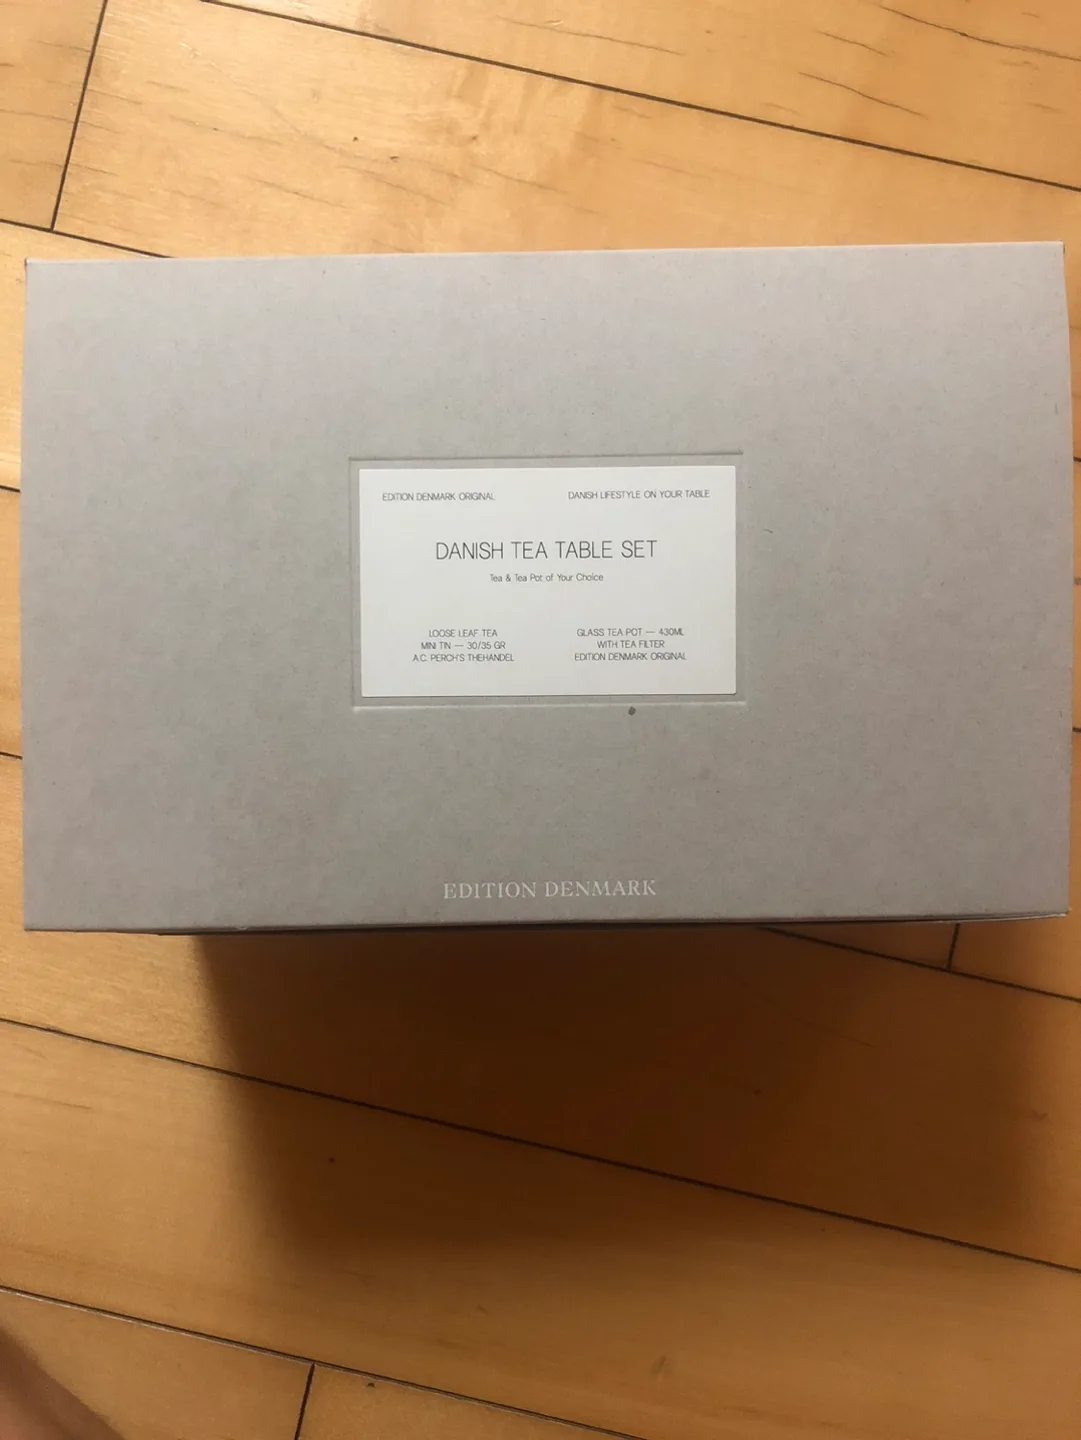 EDITION DENMARK ORIGINAL
DANISH LIFESTYLE ON YOUR TABLE
DANISH TEA TABLE SET
Tea & Tea Pot of Your Choice
LOOSE LEAF TEA
MINI TIN — 30/35 GR
A.C. PERCH'S THEHANDEL
GLASS TEA POT — 430ML
WITH TEA FILTER
EDITION DENMARK ORIGINAL
EDITION DENMARK